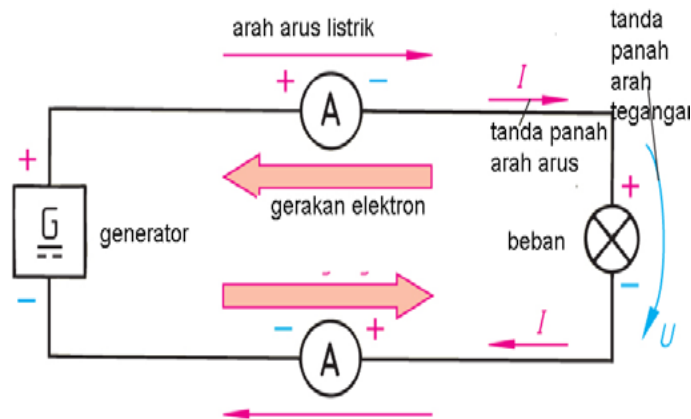 arah arus listrik
tanda
panah
arah
tegangan
+ −
A
I
tanda panah
arah arus
+
G
−
generator
gerakan elektron
beban
+
−
− +
A
I
U